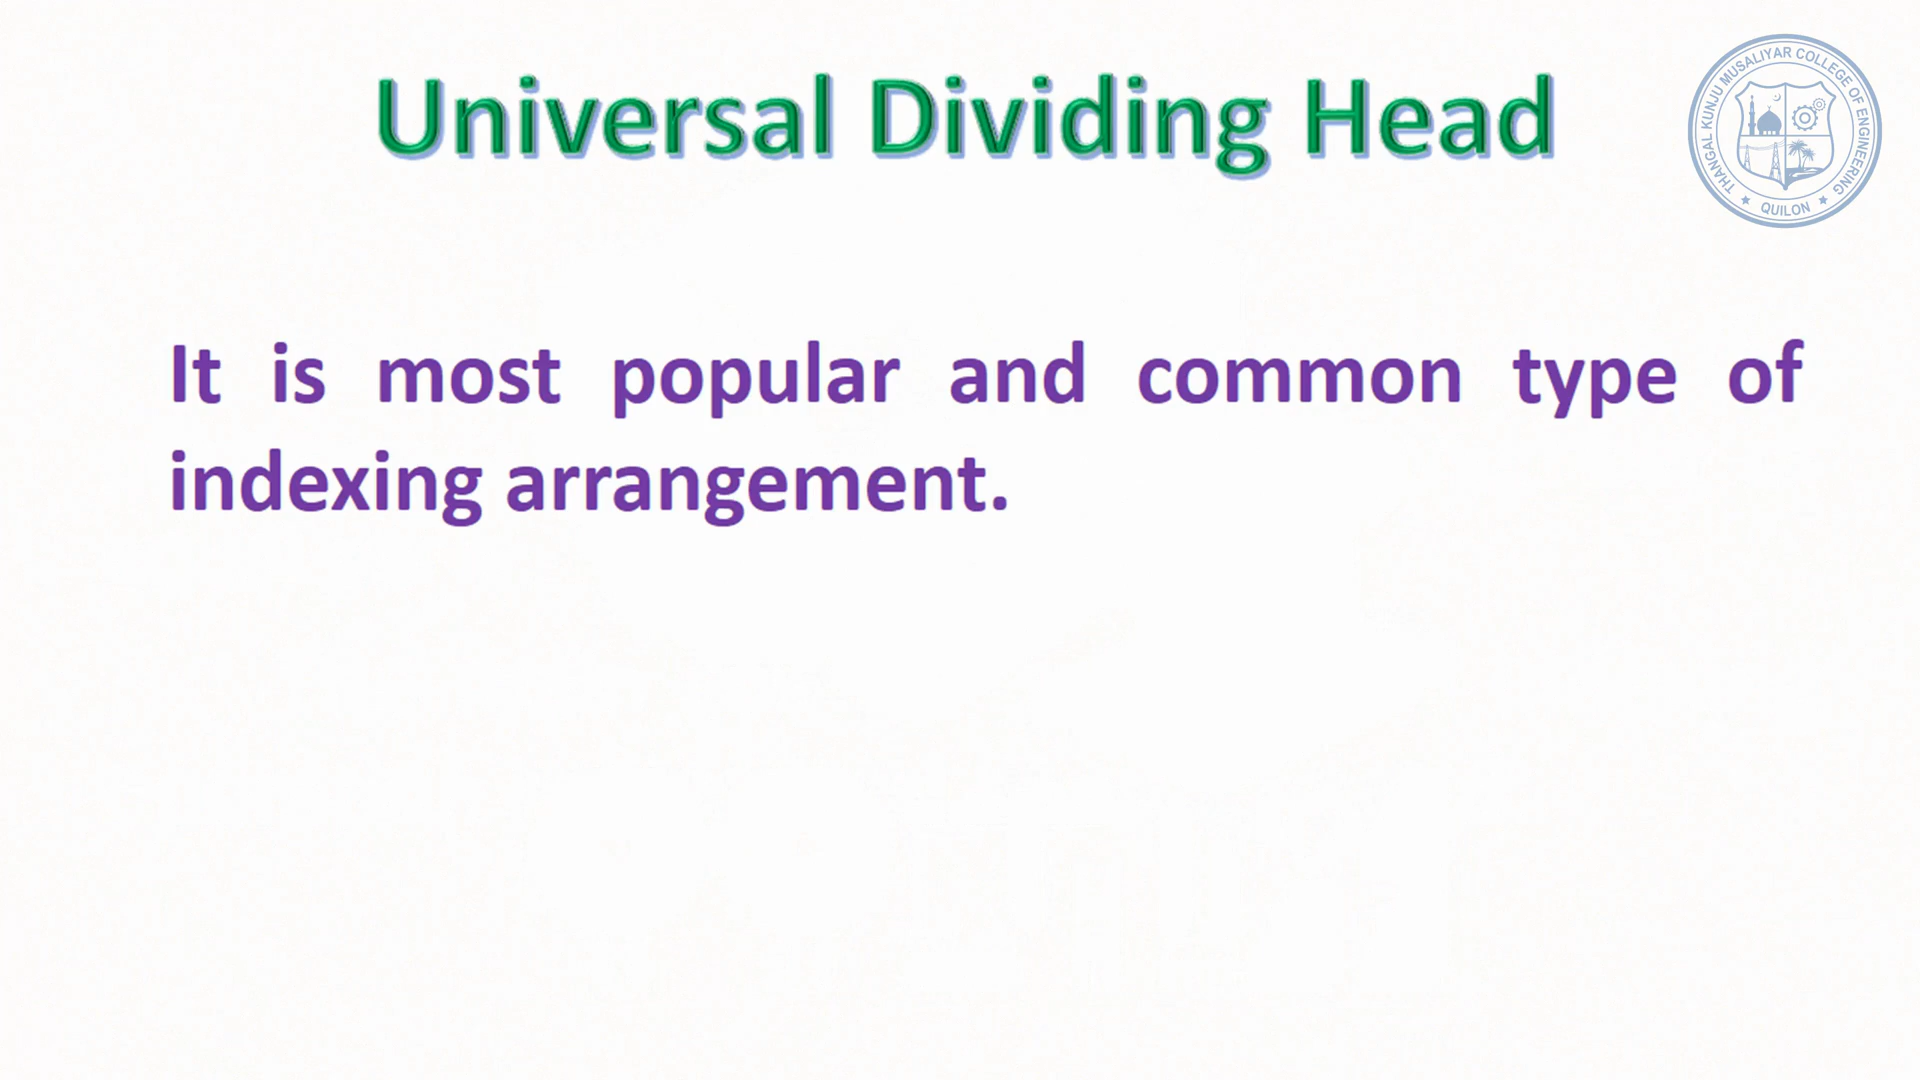 Universal Dividing Head
THANGAL KUNJU MUSALIYAR COLLEGE OF ENGINEERING
QUILON
It is most popular and common type of
indexing arrangement.